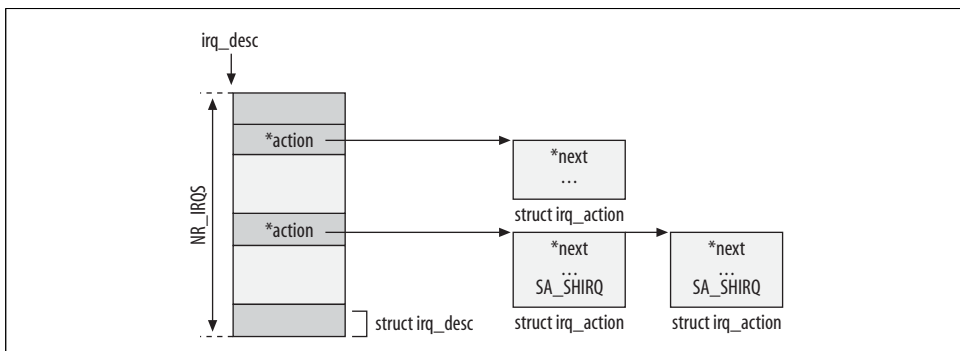 irq_desc
*action
*next
...
struct irq_action
NR_IRQS
*action
*next
...
SA_SHIRQ
struct irq_action
*next
...
SA_SHIRQ
struct irq_action
struct irq_desc